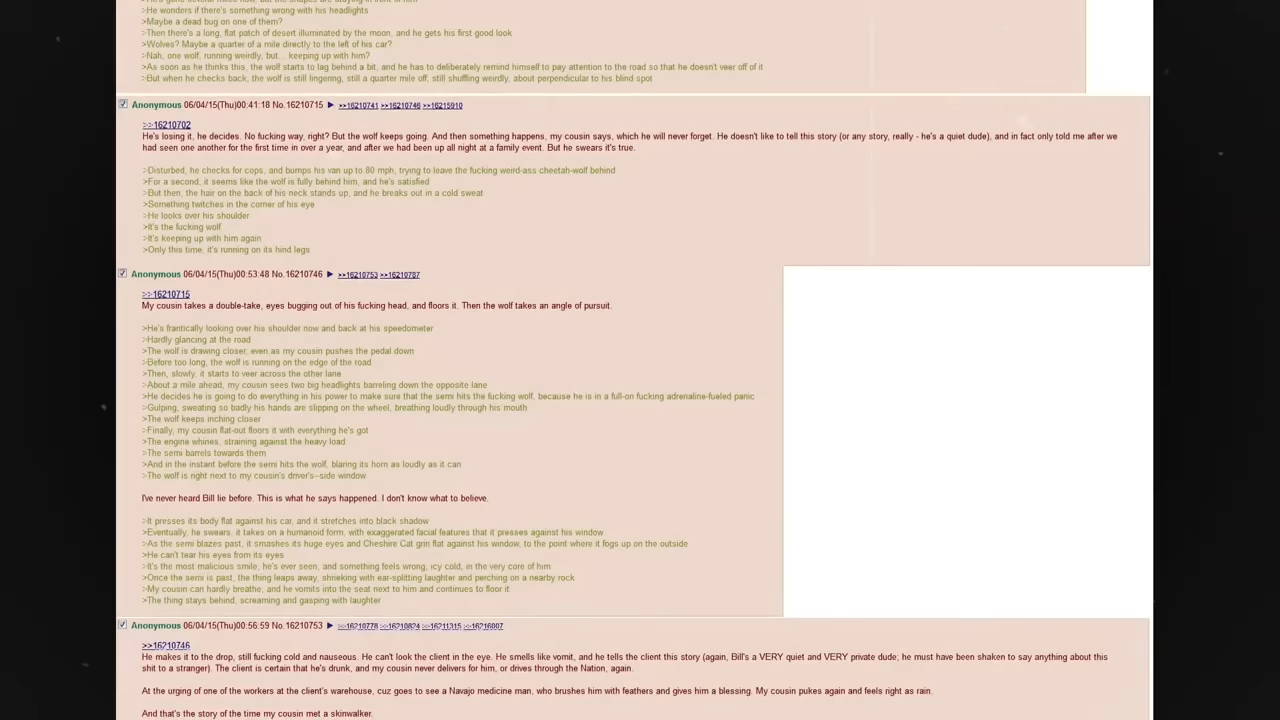 >He wonders if there's something wrong with his headlights
>Maybe a dead bug on one of them?
>Then there's a long, flat patch of desert illuminated by the moon, and he gets his first good look
>Wolves? Maybe a quarter of a mile directly to the left of his car?
>Nah, one wolf, running weirdly, but... keeping up with him?
>As soon as he thinks this, the wolf starts to lag behind a bit, and he has to deliberately remind himself to pay attention to the road so that he doesn't veer off of it
>But when he checks back, the wolf is still lingering, still a quarter mile off, still shuffling weirdly, about perpendicular to his blind spot
Anonymous 06/04/15(Thu)00:41:18 No.16210715 ▶ >>16210741 >>16210746 >>16215910
>>16210702
He's losing it, he decides. No fucking way, right? But the wolf keeps going. And then something happens, my cousin says, which he will never forget. He doesn't like to tell this story (or any story, really - he's a quiet dude), and in fact only told me after we
had seen one another for the first time in over a year, and after we had been up all night at a family event. But he swears it's true.
>Disturbed, he checks for cops, and bumps his van up to 80 mph, trying to leave the fucking weird-ass cheetah-wolf behind
>For a second, it seems like the wolf is fully behind him, and he's satisfied
>But then, the hair on the back of his neck stands up, and he breaks out in a cold sweat
>Something twitches in the corner of his eye
>He looks over his shoulder
>It's the fucking wolf
>It's keeping up with him again
>Only this time, it's running on its hind legs
Anonymous 06/04/15(Thu)00:53:48 No.16210746 ▶ >>16210753 >>16210787
>>16210715
My cousin takes a double-take, eyes bugging out of his fucking head, and floors it. Then the wolf takes an angle of pursuit.
>He's frantically looking over his shoulder now and back at his speedometer
>Hardly glancing at the road
>The wolf is drawing closer, even as my cousin pushes the pedal down
>Before too long, the wolf is running on the edge of the road
>Then, slowly, it starts to veer across the other lane
>About a mile ahead, my cousin sees two big headlights barreling down the opposite lane
>He decides he is going to do everything in his power to make sure that the semi hits the fucking wolf, because he is in a full-on fucking adrenaline-fueled panic
>Gulping, sweating so badly his hands are slipping on the wheel, breathing loudly through his mouth
>The wolf keeps inching closer
>Finally, my cousin flat-out floors it with everything he's got
>The engine whines, straining against the heavy load
>The semi barrels towards them
>And in the instant before the semi hits the wolf, blaring its horn as loudly as it can
>The wolf is right next to my cousin's driver's--side window
I've never heard Bill lie before. This is what he says happened. I don't know what to believe.
>It presses its body flat against his car, and it stretches into black shadow
>Eventually, he swears, it takes on a humanoid form, with exaggerated facial features that it presses against his window
>As the semi blazes past, it smashes its huge eyes and Cheshire Cat grin flat against his window, to the point where it fogs up on the outside
>He can't tear his eyes from its eyes
>It's the most malicious smile, he's ever seen, and something feels wrong, icy cold, in the very core of him
>Once the semi is past, the thing leaps away, shrieking with ear-splitting laughter and perching on a nearby rock
>My cousin can hardly breathe, and he vomits into the seat next to him and continues to floor it
>The thing stays behind, screaming and gasping with laughter
Anonymous 06/04/15(Thu)00:56:59 No.16210753 ▶ >>16210778 >>16210824 >>16211315 >>16216007
>>16210746
He makes it to the drop, still fucking cold and nauseous. He can't look the client in the eye. He smells like vomit, and he tells the client this story (again, Bill's a VERY quiet and VERY private dude; he must have been shaken to say anything about this
shit to a stranger). The client is certain that he's drunk, and my cousin never delivers for him, or drives through the Nation, again.
At the urging of one of the workers at the client's warehouse, cuz goes to see a Navajo medicine man, who brushes him with feathers and gives him a blessing. My cousin pukes again and feels right as rain.
And that's the story of the time my cousin met a skinwalker.